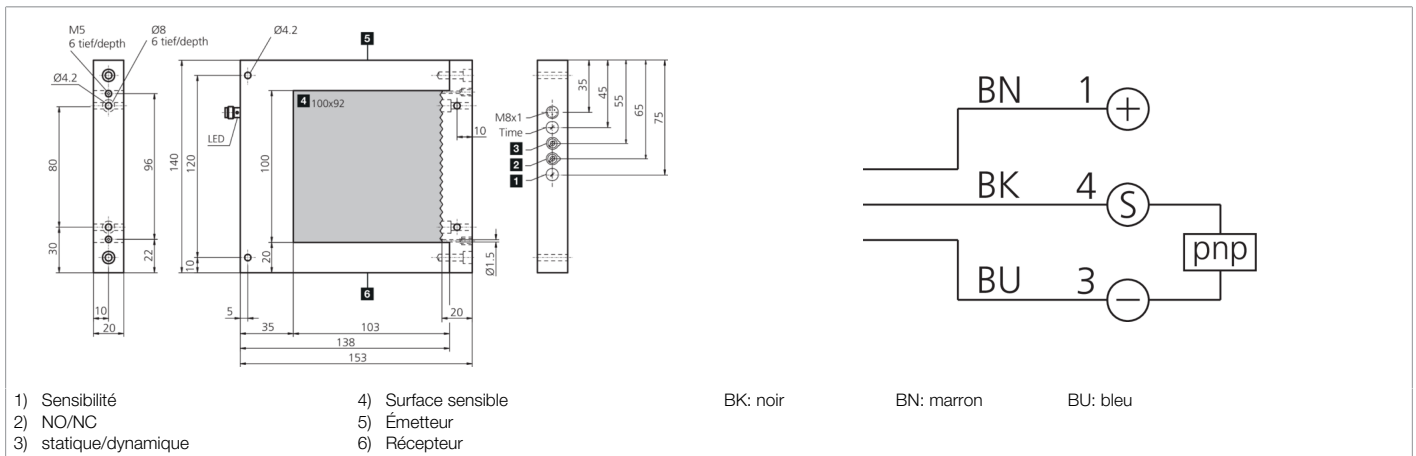 M5
6 tief/depth
Ø8
6 tief/depth
Ø4.2
80
96
30
22
10
20
Ø4.2
5
4 100x92
LED
140
120
100
20
10
10
Ø1.5
6
5
35
103
20
138
153
M8x1
Time
3
2
1
35
45
55
65
75
BN 1 +
BK 4 S
pnp
BU 3 −
1) Sensibilité
2) NO/NC
3) statique/dynamique
4) Surface sensible
5) Émetteur
6) Récepteur
BK: noir
BN: marron
BU: bleu